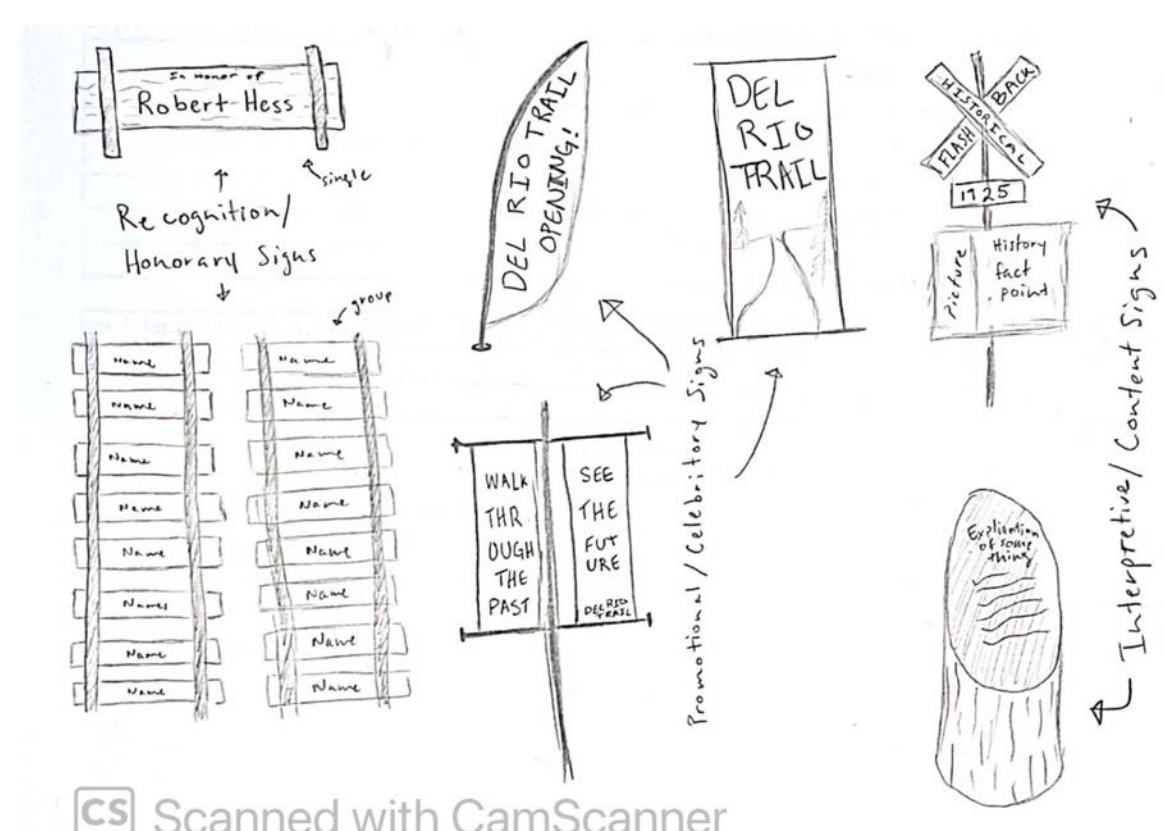 In Honor of
Robert Hess
single
Recognition/
Honorary Signs
group
Name
Name
Name
Name
Name
Names
Name
Name
Name
Name
Name
Name
Name
Name
Name
Name
DEL RIO TRAIL
OPENING!
WALK
THR
OUGH
THE
PAST
SEE
THE
FUT
URE
DEL RIO
TRAIL
Promotional/Celebritory Signs
DEL
RIO
TRAIL
HISTORICAL
FLASH BACK
1725
Picture
History
fact
point
Interpretive/Content Signs
Explination
of some
thing
CS Scanned with CamScanner